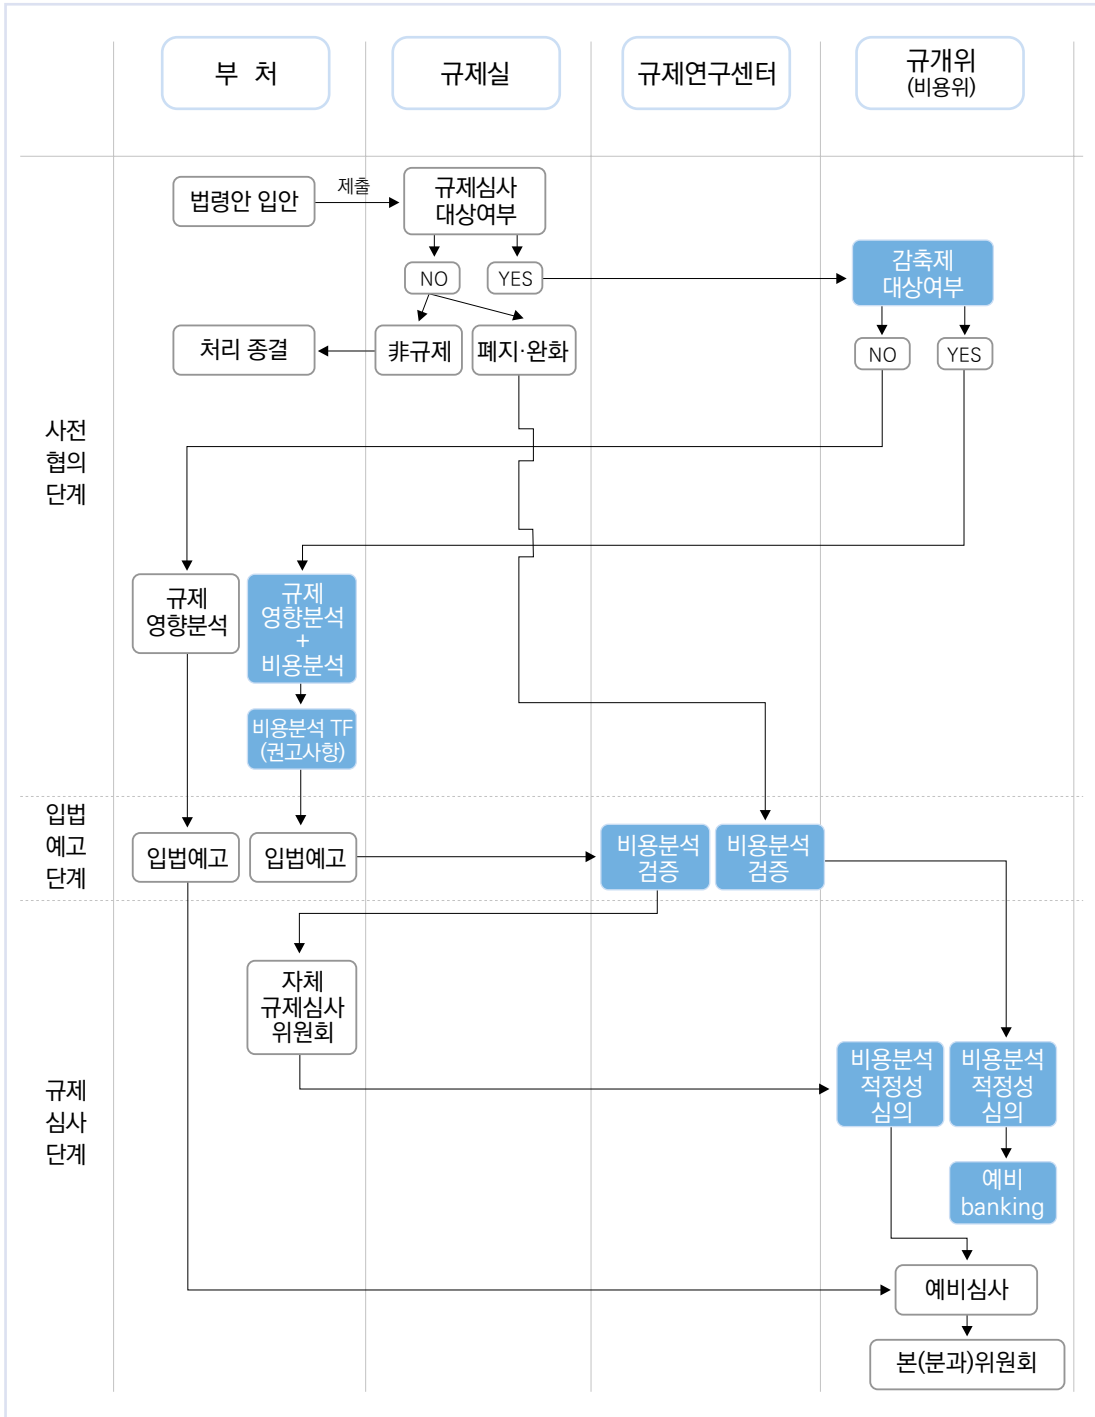 부 처
규제실
규제연구센터
규개위
(비용위)
사전
협의
단계
법령안 입안
제출
규제심사
대상여부
NO
YES
감축제
대상여부
처리 종결
非규제
폐지·완화
NO
YES
규제
영향분석
규제
영향분석
+
비용분석
비용분석 TF
(권고사항)
입법
예고
단계
입법예고
입법예고
비용분석
검증
비용분석
검증
규제
심사
단계
자체
규제심사
위원회
비용분석
적정성
심의
비용분석
적정성
심의
예비
banking
예비심사
본(분과)위원회